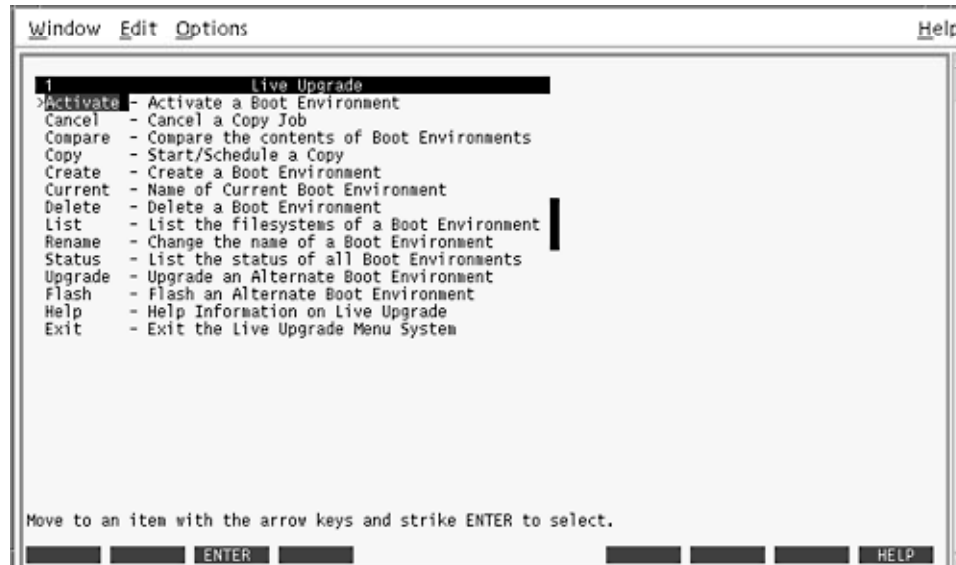 Window Edit Options Help
1 Live Upgrade
>Activate - Activate a Boot Environment
Cancel - Cancel a Copy Job
Compare - Compare the contents of Boot Environments
Copy - Start/Schedule a Copy
Create - Create a Boot Environment
Current - Name of Current Boot Environment
Delete - Delete a Boot Environment
List - List the filesystems of a Boot Environment
Rename - Change the name of a Boot Environment
Status - List the status of all Boot Environments
Upgrade - Upgrade an Alternate Boot Environment
Flash - Flash an Alternate Boot Environment
Help - Help Information on Live Upgrade
Exit - Exit the Live Upgrade Menu System
Move to an item with the arrow keys and strike ENTER to select.
ENTER HELP